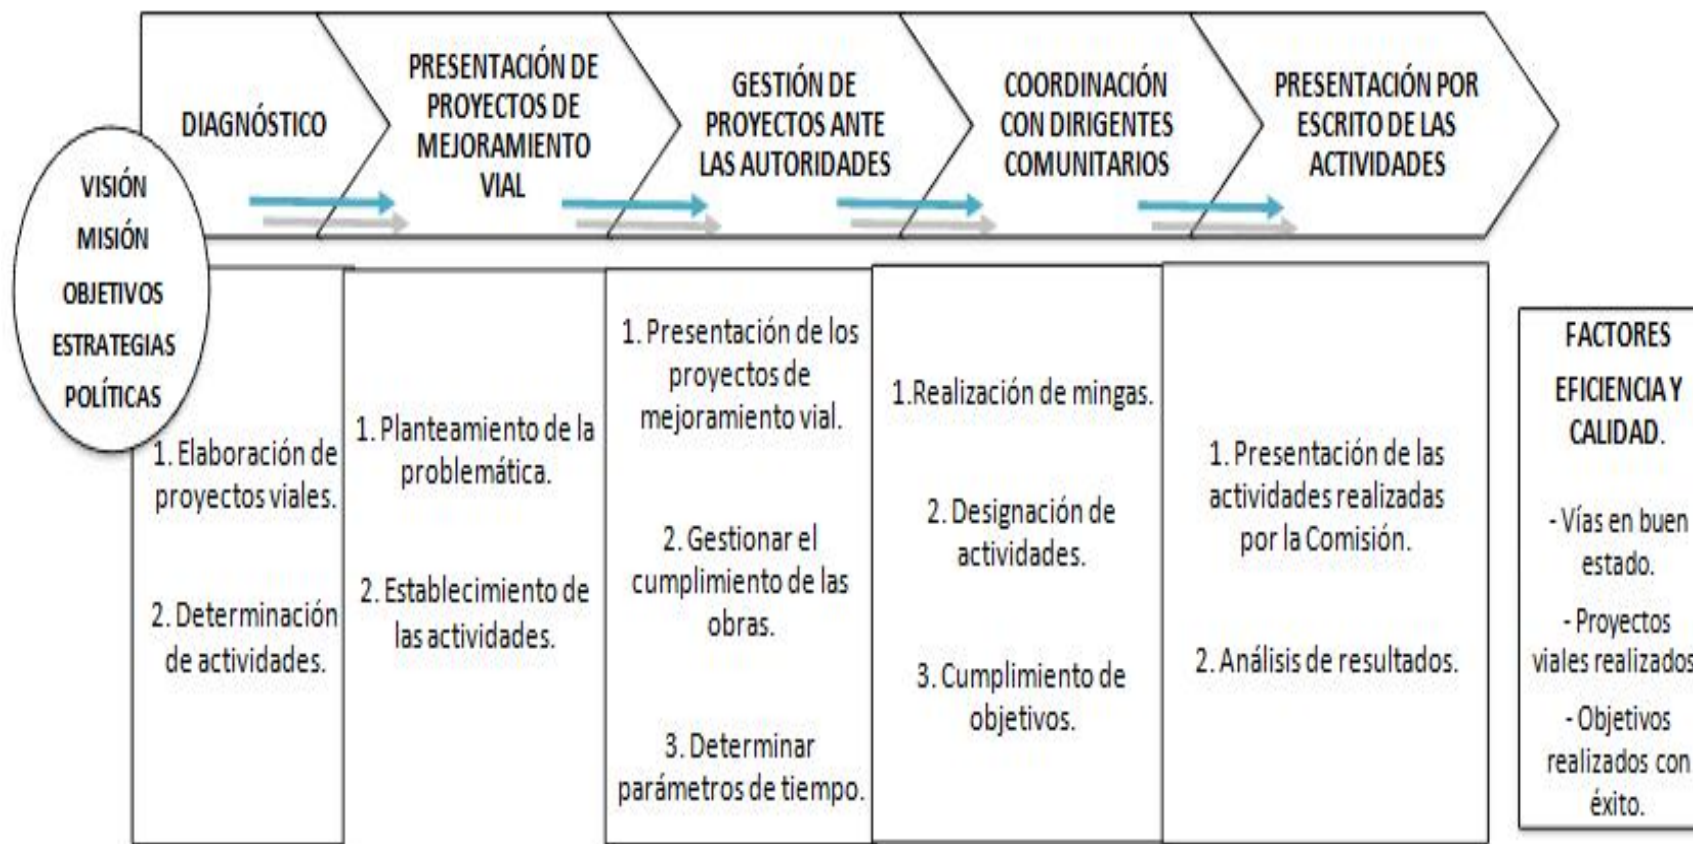 VISIÓN
MISIÓN
OBJETIVOS
ESTRATEGIAS
POLÍTICAS
DIAGNÓSTICO
PRESENTACIÓN DE
PROYECTOS DE
MEJORAMIENTO
VIAL
GESTIÓN DE
PROYECTOS ANTE
LAS AUTORIDADES
COORDINACIÓN
CON DIRIGENTES
COMUNITARIOS
PRESENTACIÓN POR
ESCRITO DE LAS
ACTIVIDADES
1. Elaboración de
proyectos viales.
2. Determinación
de actividades.
1. Planteamiento de la
problemática.
2. Establecimiento de
las actividades.
1. Presentación de los
proyectos de
mejoramiento vial.
2. Gestionar el
cumplimiento de las
obras.
3. Determinar
parámetros de tiempo.
1.Realización de mingas.
2. Designación de
actividades.
3. Cumplimiento de
objetivos.
1. Presentación de las
actividades realizadas
por la Comisión.
2. Análisis de resultados.
FACTORES
EFICIENCIA Y
CALIDAD.
- Vías en buen
estado.
- Proyectos
viales realizados
- Objetivos
realizados con
éxito.